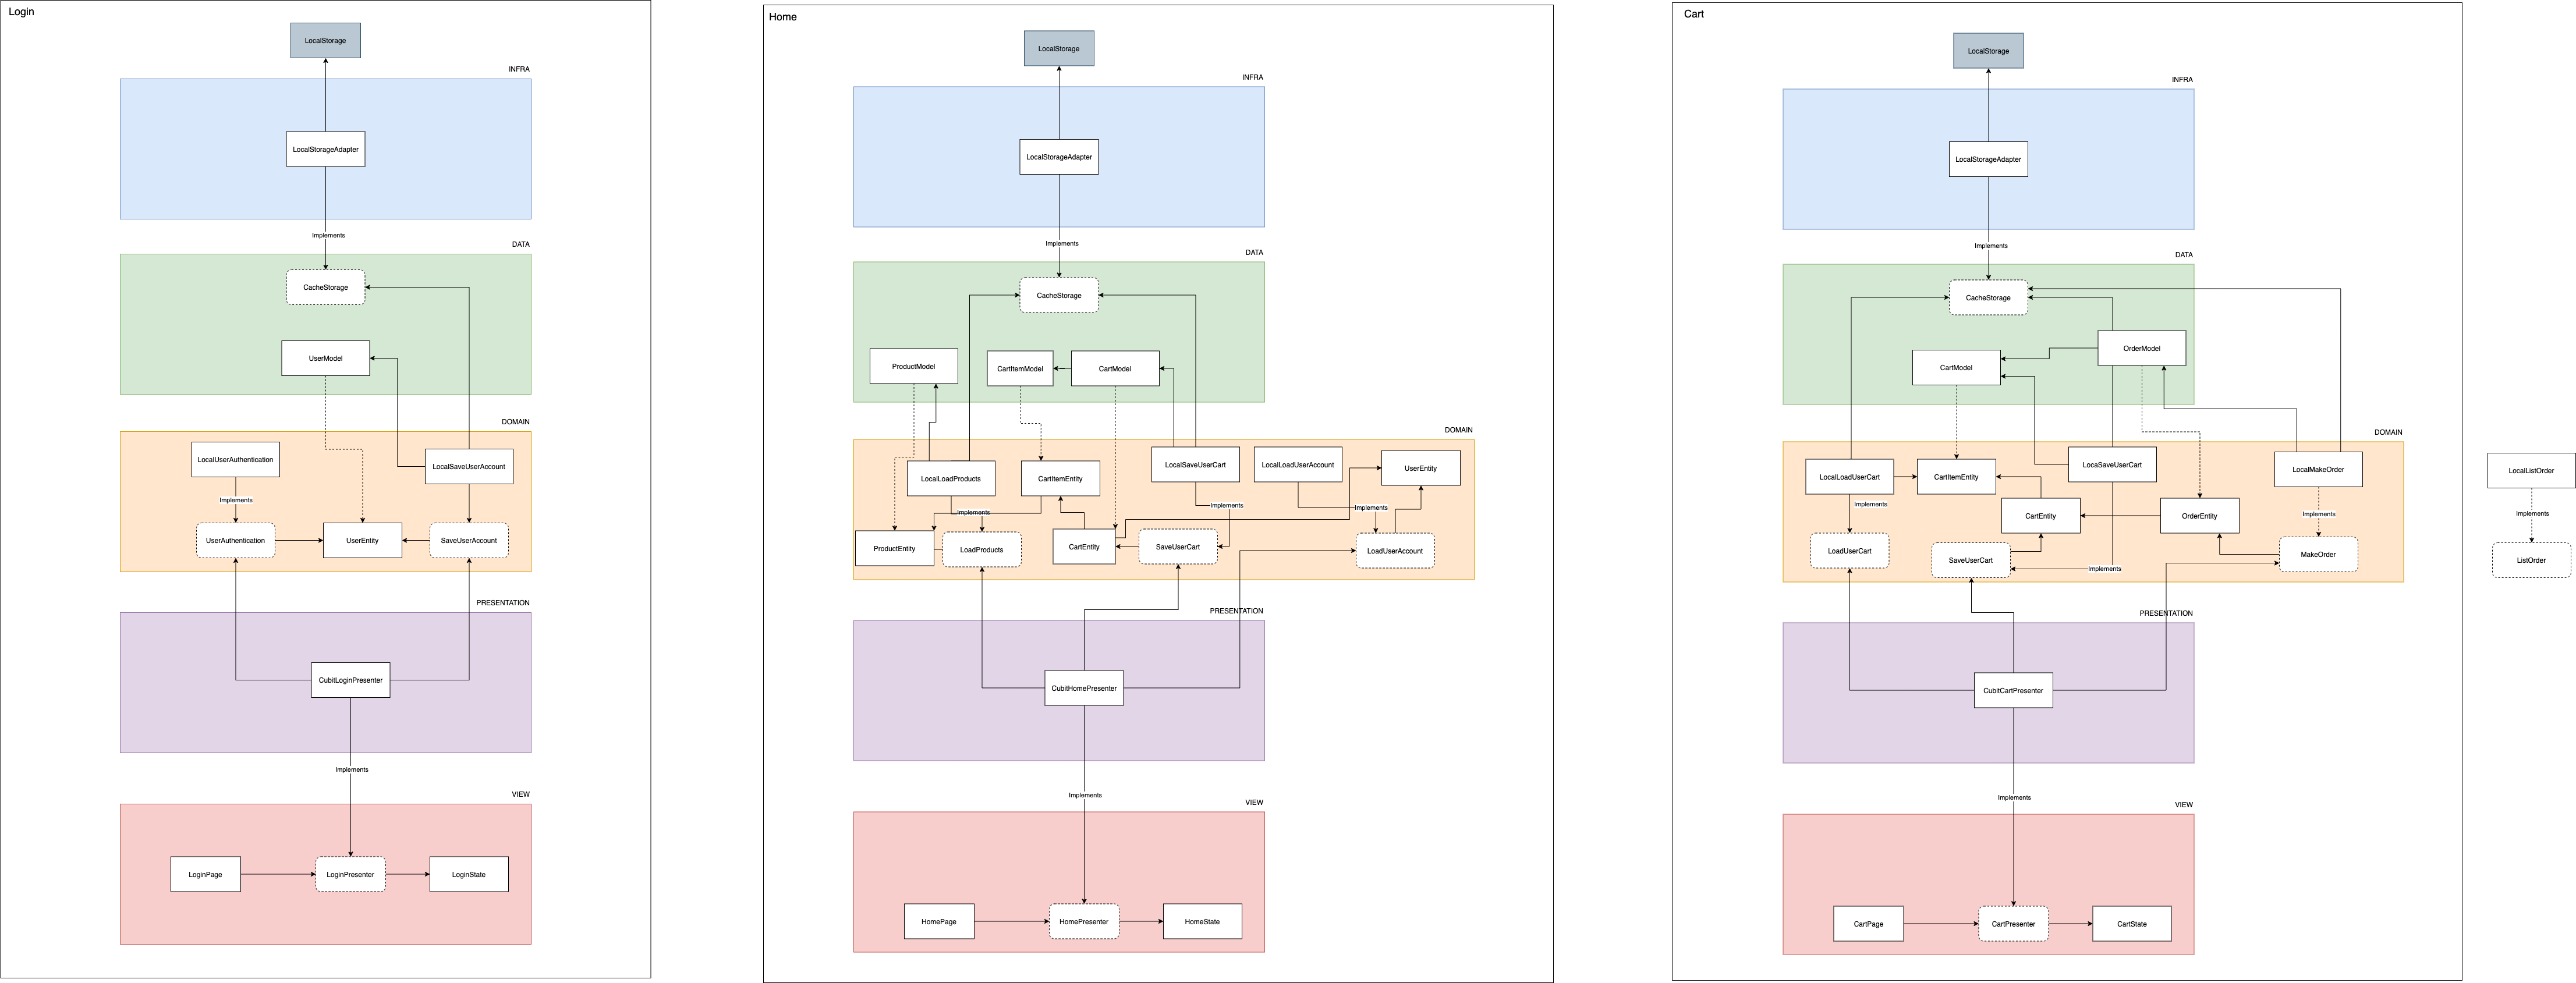 Login
LocalStorage
INFRA
LocalStorageAdapter
Implements
DATA
CacheStorage
UserModel
DOMAIN
LocalUserAuthentication
LocalSaveUserAccount
Implements
UserAuthentication
UserEntity
SaveUserAccount
PRESENTATION
CubitLoginPresenter
Implements
VIEW
LoginPage
LoginPresenter
LoginState
Home
LocalStorage
INFRA
LocalStorageAdapter
Implements
DATA
CacheStorage
ProductModel
CartItemModel
CartModel
DOMAIN
LocalLoadProducts
CartItemEntity
LocalSaveUserCart
LocalLoadUserAccount
UserEntity
Implements
Implements
Implements
ProductEntity
LoadProducts
CartEntity
SaveUserCart
LoadUserAccount
PRESENTATION
CubitHomePresenter
Implements
VIEW
HomePage
HomePresenter
HomeState
Cart
LocalStorage
INFRA
LocalStorageAdapter
Implements
DATA
CacheStorage
OrderModel
CartModel
DOMAIN
LocalLoadUserCart
CartItemEntity
LocaSaveUserCart
LocalMakeOrder
Implements
CartEntity
OrderEntity
Implements
LoadUserCart
SaveUserCart
Implements
MakeOrder
PRESENTATION
CubitCartPresenter
Implements
VIEW
CartPage
CartPresenter
CartState
LocalListOrder
Implements
ListOrder